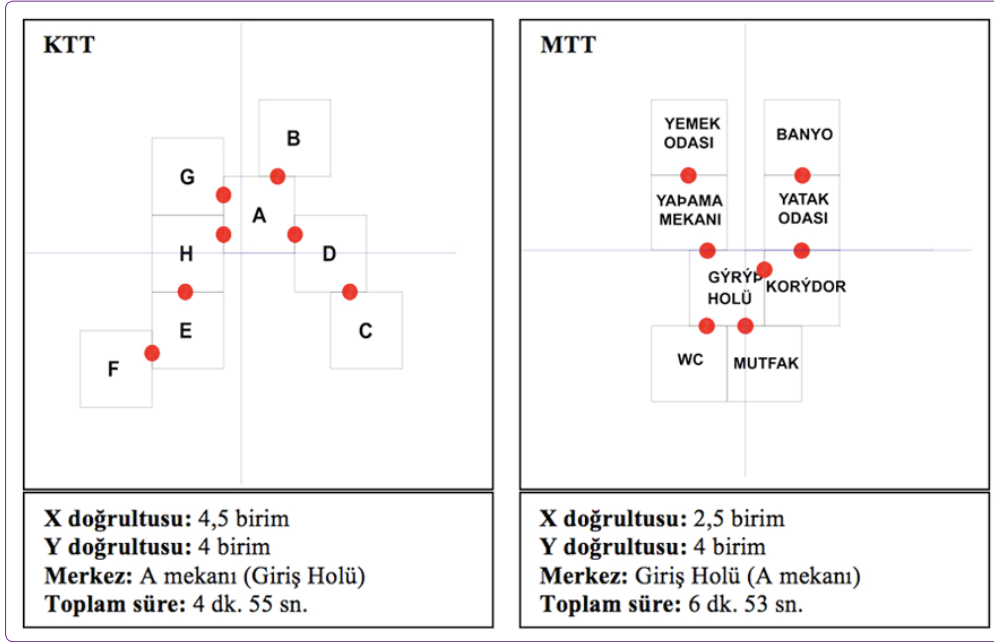 KTT
B
G
A
H
D
E
C
F
X doğrultusu: 4,5 birim
Y doğrultusu: 4 birim
Merkez: A mekanı (Giriş Holü)
Toplam süre: 4 dk. 55 sn.
MTT
YEMEK
ODASI
BANYO
YAÞAMA
MEKANI
YATAK
ODASI
GÝRÝÞ
HOLÜ
KORÝDOR
WC
MUTFAK
X doğrultusu: 2,5 birim
Y doğrultusu: 4 birim
Merkez: Giriş Holü (A mekanı)
Toplam süre: 6 dk. 53 sn.